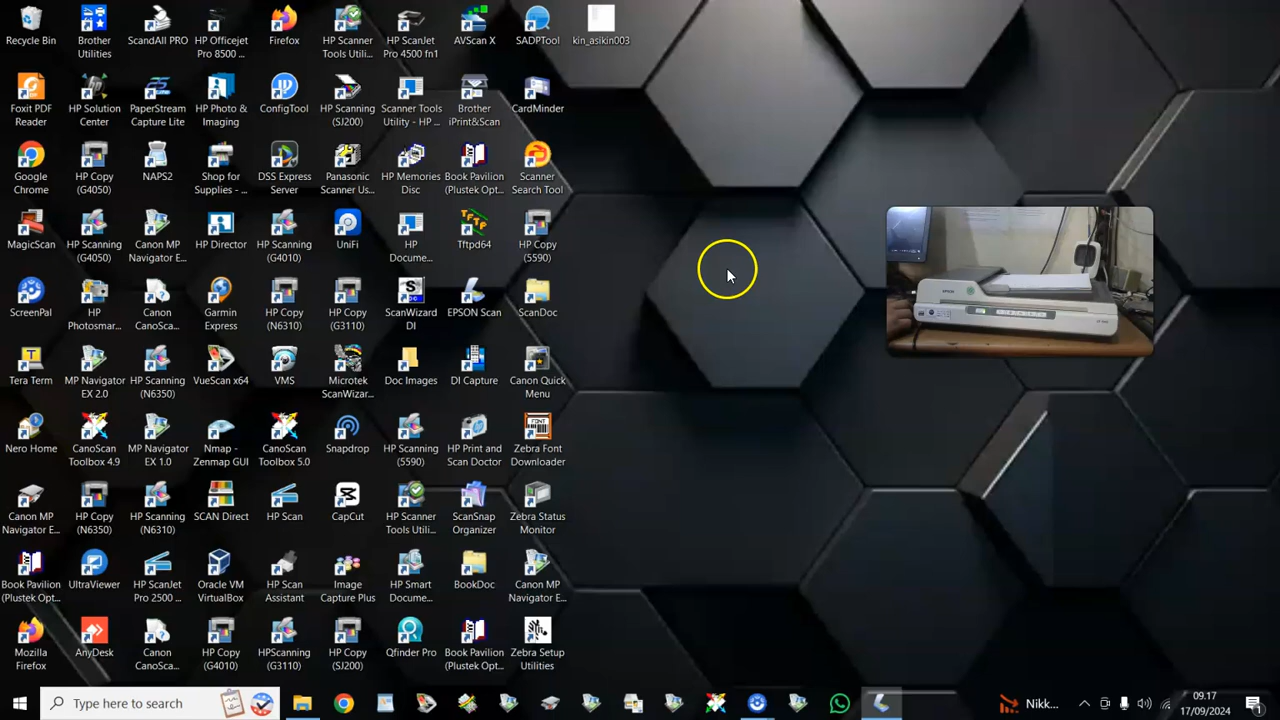 Recycle Bin
Brother Utilities
ScandAll PRO
HP Officejet Pro 8500 ...
Firefox
HP Scanner Tools Utili...
HP ScanJet Pro 4500 fn1
AVScan X
SADPTool
kin_asikin003
Foxit PDF Reader
HP Solution Center
PaperStream Capture Lite
HP Photo & Imaging
ConfigTool
HP Scanning (SJ200)
Scanner Tools Utility - HP ...
Brother iPrint&Scan
CardMinder
Google Chrome
HP Copy (G4050)
NAPS2
Shop for Supplies - ...
DSS Express Server
Panasonic Scanner Us...
HP Memories Disc
Book Pavilion (Plustek Opt...
Scanner Search Tool
MagicScan
HP Scanning (G4050)
Canon MP Navigator E...
HP Director
HP Scanning (G4010)
UniFi
HP Docume...
Tftpd64
HP Copy (5590)
ScreenPal
HP Photosmar...
Canon CanoSca...
Garmin Express
HP Copy (N6310)
HP Copy (G3110)
ScanWizard DI
EPSON Scan
ScanDoc
Tera Term
MP Navigator EX 2.0
HP Scanning (N6350)
VueScan x64
VMS
Microtek ScanWizar...
Doc Images
DI Capture
Canon Quick Menu
Nero Home
CanoScan Toolbox 4.9
MP Navigator EX 1.0
Nmap - Zenmap GUI
CanoScan Toolbox 5.0
Snapdrop
HP Scanning (5590)
HP Print and Scan Doctor
Zebra Font Downloader
Canon MP Navigator E...
HP Copy (N6350)
HP Scanning (N6310)
SCAN Direct
HP Scan
CapCut
HP Scanner Tools Utili...
ScanSnap Organizer
Zebra Status Monitor
Book Pavilion (Plustek Opt...
UltraViewer
HP ScanJet Pro 2500 ...
Oracle VM VirtualBox
HP Scan Assistant
Image Capture Plus
HP Smart Docume...
BookDoc
Canon MP Navigator E...
Mozilla Firefox
AnyDesk
Canon CanoSca...
HP Copy (G4010)
HPScanning (G3110)
HP Copy (SJ200)
Qfinder Pro
Book Pavilion (Plustek Opt...
Zebra Setup Utilities
EPSON
Type here to search
Nikk...
09.17
17/09/2024